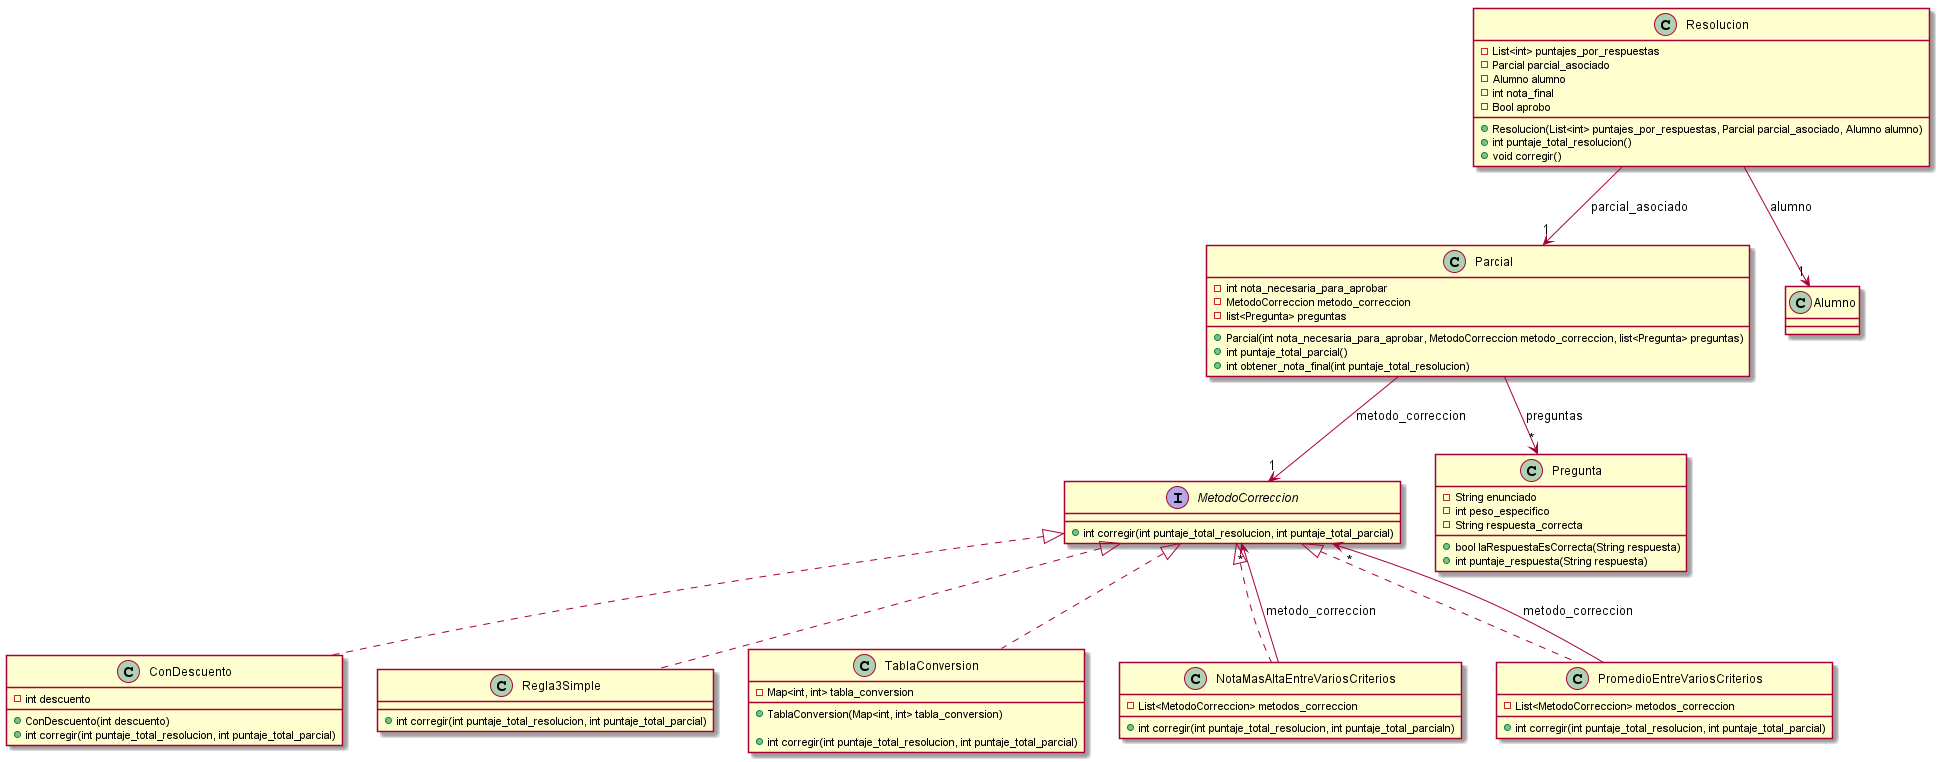 C Resolucion
List<int> puntajes_por_respuestas
Parcial parcial_asociado
Alumno alumno
int nota_final
Bool aprobo
Resolucion(List<int> puntajes_por_respuestas, Parcial parcial_asociado, Alumno alumno)
int puntaje_total_resolucion()
void corregir()
parcial_asociado
alumno
1
1
C Parcial
int nota_necesaria_para_aprobar
MetodoCorreccion metodo_correccion
list<Pregunta> preguntas
Parcial(int nota_necesaria_para_aprobar, MetodoCorreccion metodo_correccion, list<Pregunta> preguntas)
int puntaje_total_parcial()
int obtener_nota_final(int puntaje_total_resolucion)
C Alumno
metodo_correccion
preguntas
1
*
I MetodoCorreccion
int corregir(int puntaje_total_resolucion, int puntaje_total_parcial)
C Pregunta
String enunciado
int peso_especifico
String respuesta_correcta
bool laRespuestaEsCorrecta(String respuesta)
int puntaje_respuesta(String respuesta)
*
*
metodo_correccion
metodo_correccion
C ConDescuento
int descuento
ConDescuento(int descuento)
int corregir(int puntaje_total_resolucion, int puntaje_total_parcial)
C Regla3Simple
int corregir(int puntaje_total_resolucion, int puntaje_total_parcial)
C TablaConversion
Map<int, int> tabla_conversion
TablaConversion(Map<int, int> tabla_conversion)
int corregir(int puntaje_total_resolucion, int puntaje_total_parcial)
C NotaMasAltaEntreVariosCriterios
List<MetodoCorreccion> metodos_correccion
int corregir(int puntaje_total_resolucion, int puntaje_total_parcialn)
C PromedioEntreVariosCriterios
List<MetodoCorreccion> metodos_correccion
int corregir(int puntaje_total_resolucion, int puntaje_total_parcial)